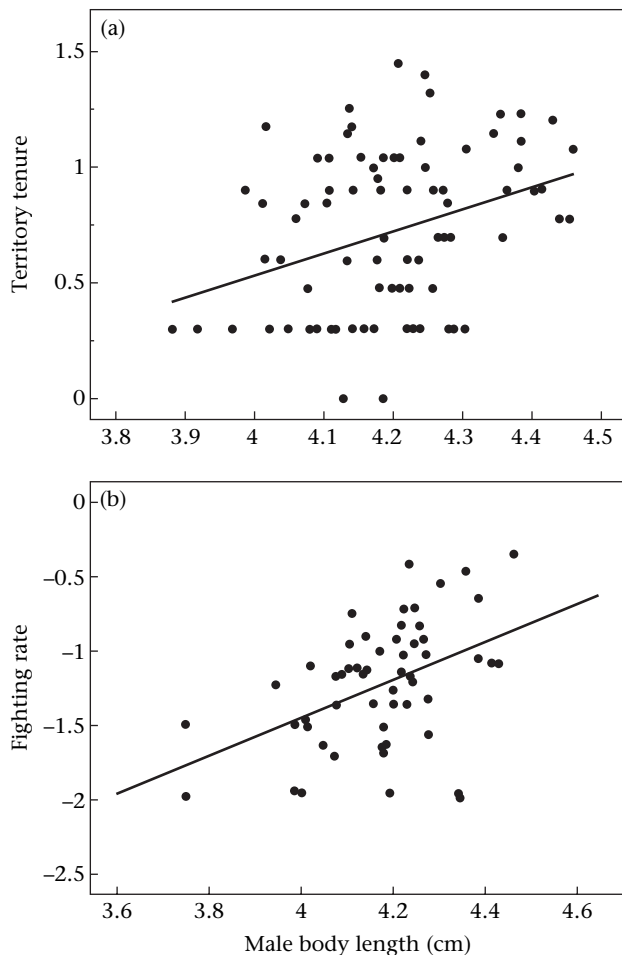 (a)
1.5
1
0.5
0
Territory tenure
3.8 3.9 4 4.1 4.2 4.3 4.4 4.5
(b)
0
−0.5
−1
−1.5
−2
−2.5
Fighting rate
3.6 3.8 4 4.2 4.4 4.6
Male body length (cm)